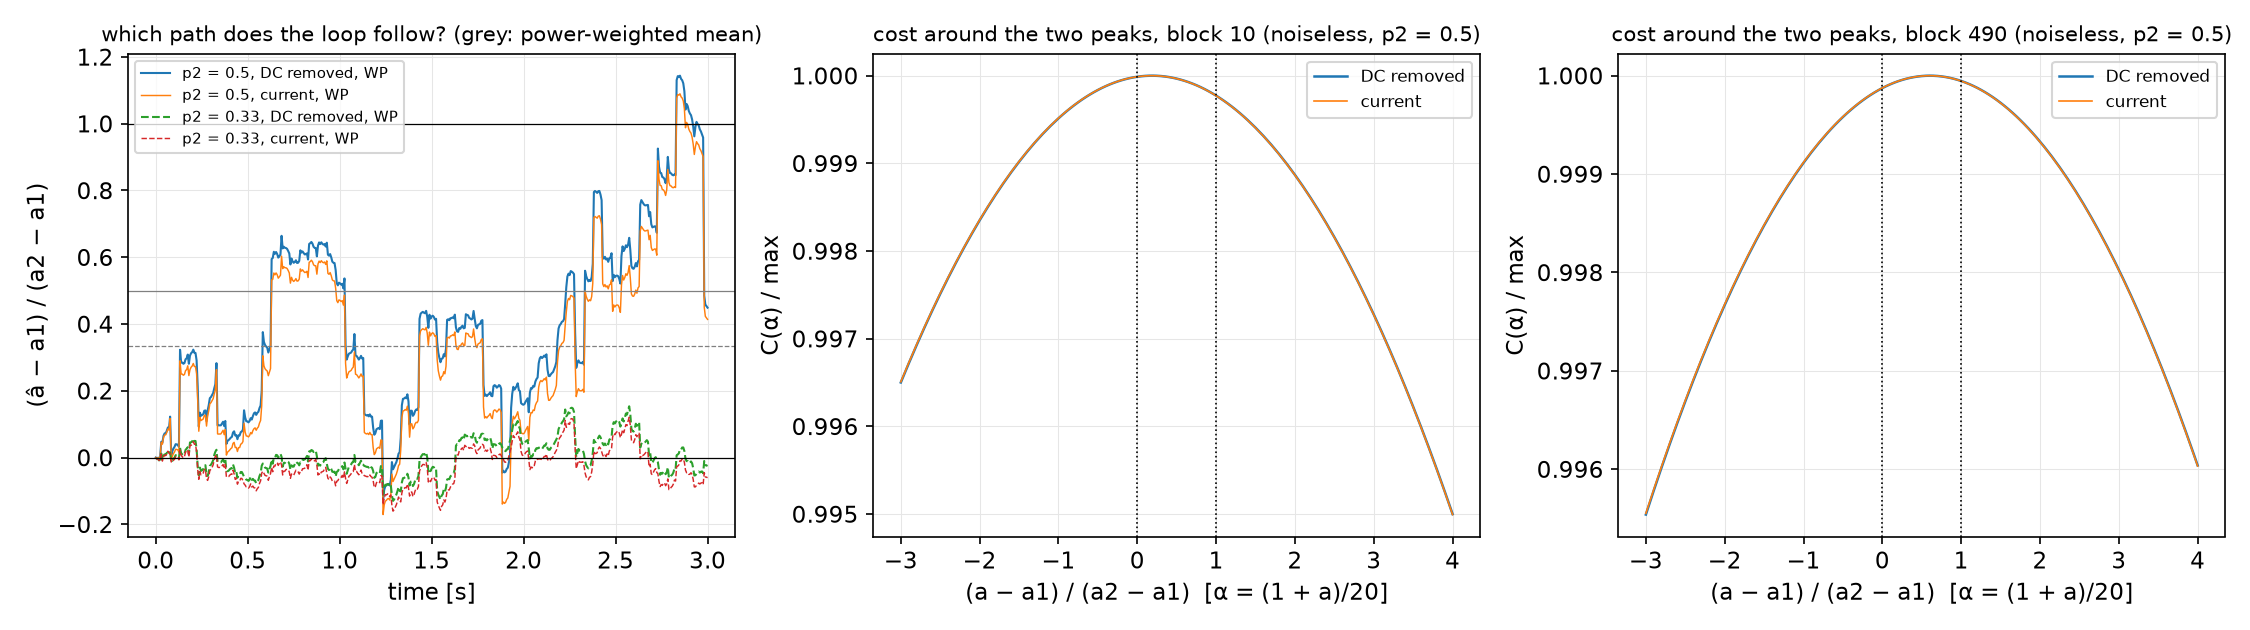 which path does the loop follow? (grey: power-weighted mean)
p2 = 0.5, DC removed, WP
p2 = 0.5, current, WP
p2 = 0.33, DC removed, WP
p2 = 0.33, current, WP
1.2
1.0
0.8
0.6
0.4
0.2
0.0
−0.2
(â − a1) / (a2 − a1)
0.0
0.5
1.0
1.5
2.0
2.5
3.0
time [s]
cost around the two peaks, block 10 (noiseless, p2 = 0.5)
DC removed
current
1.000
0.999
0.998
0.997
0.996
0.995
C(α) / max
−3
−2
−1
0
1
2
3
4
(a − a1) / (a2 − a1)  [α = (1 + a)/20]
cost around the two peaks, block 490 (noiseless, p2 = 0.5)
DC removed
current
1.000
0.999
0.998
0.997
0.996
C(α) / max
−3
−2
−1
0
1
2
3
4
(a − a1) / (a2 − a1)  [α = (1 + a)/20]